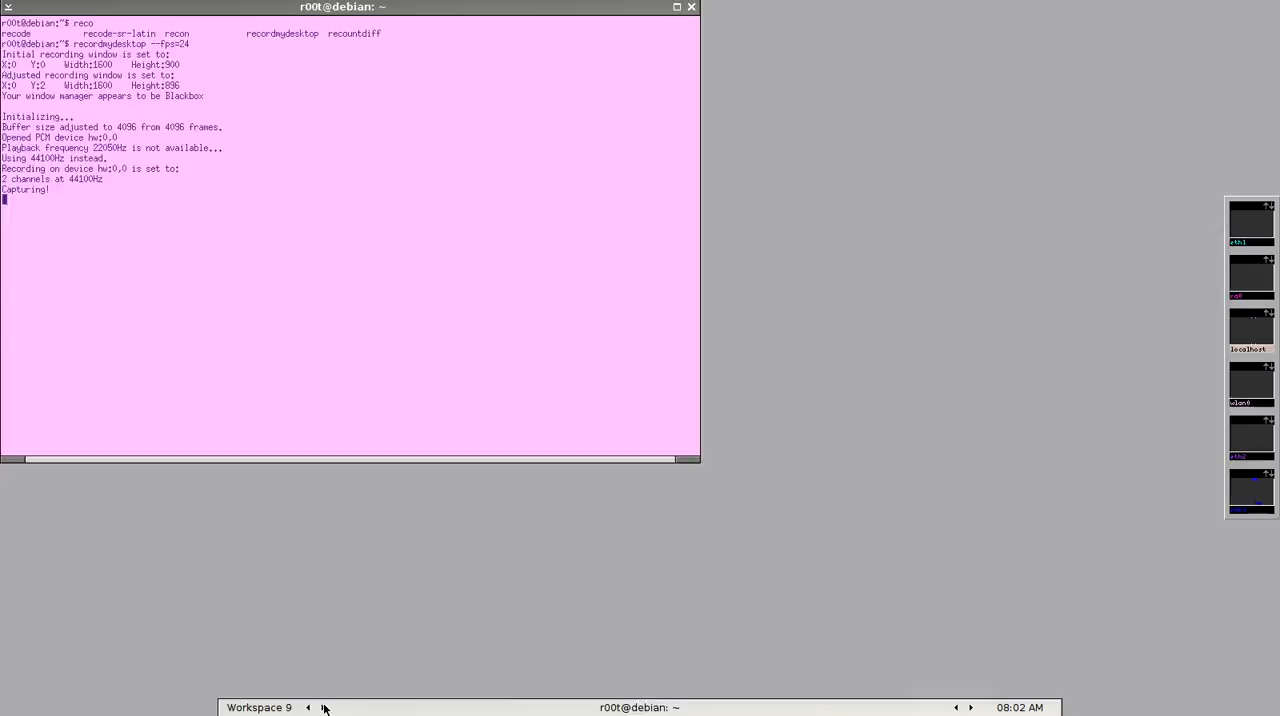 r00t@debian: ~
r00t@debian:~$ reco
recode recode-sr-latin recon recordmydesktop recountdiff
r00t@debian:~$ recordmydesktop --fps=24
Initial recording window is set to:
X:0 Y:0 Width:1600 Height:900
Adjusted recording window is set to:
X:0 Y:2 Width:1600 Height:896
Your window manager appears to be Blackbox
Initializing...
Buffer size adjusted to 4096 from 4096 frames.
Opened PCM device hw:0,0
Playback frequency 22050Hz is not available...
Using 44100Hz instead.
Recording on device hw:0,0 is set to:
2 channels at 44100Hz
Capturing!
eth1
ra0
localhost
wlan0
eth2
Workspace 9 r00t@debian: ~ 08:02 AM